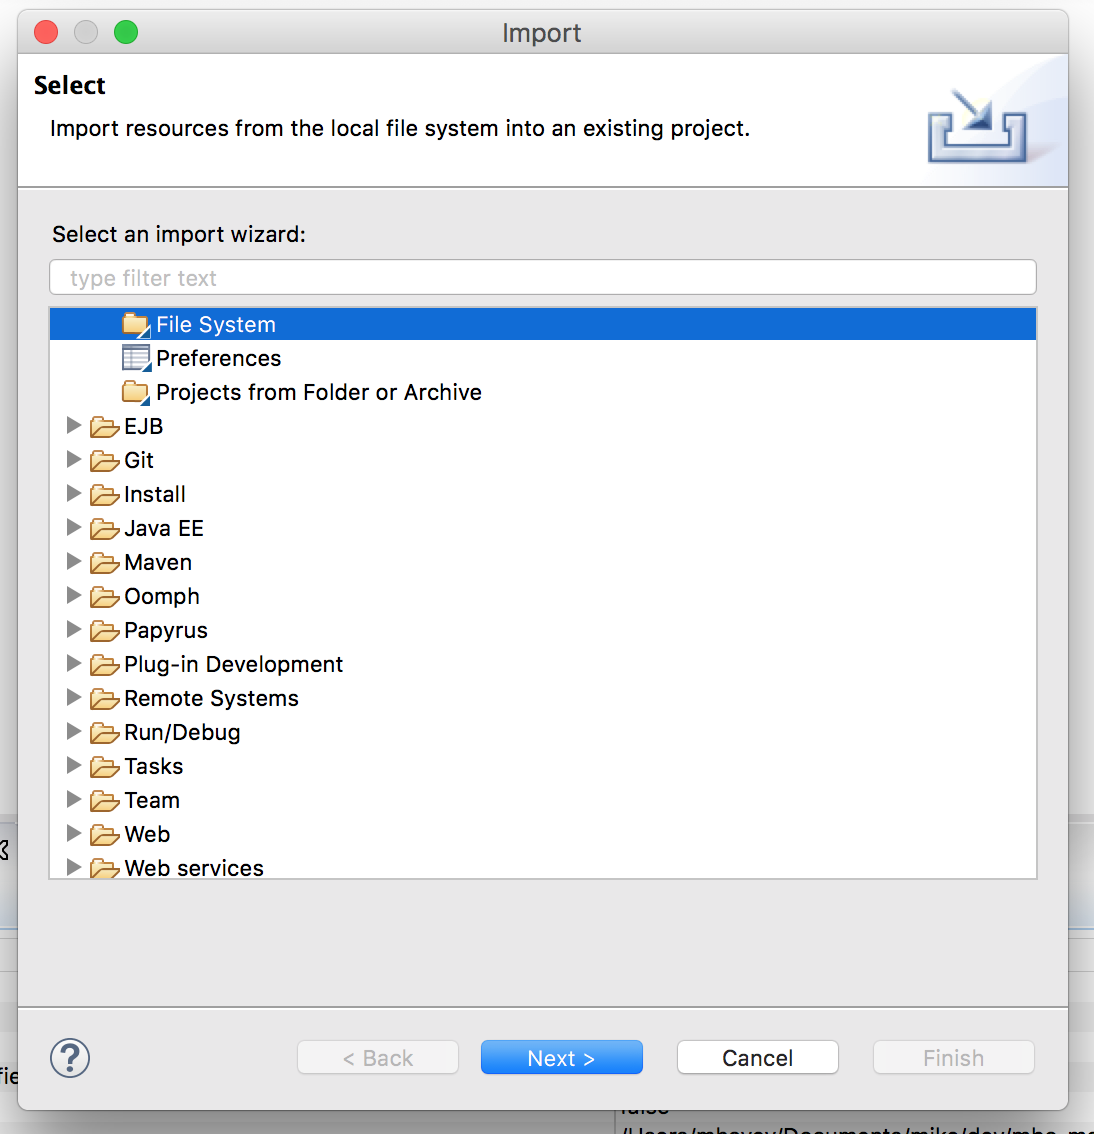 Import
Select
Import resources from the local file system into an existing project.
Select an import wizard:
type filter text
File System
Preferences
Projects from Folder or Archive
EJB
Git
Install
Java EE
Maven
Oomph
Papyrus
Plug-in Development
Remote Systems
Run/Debug
Tasks
Team
Web
Web services
?
< Back
Next >
Cancel
Finish
false